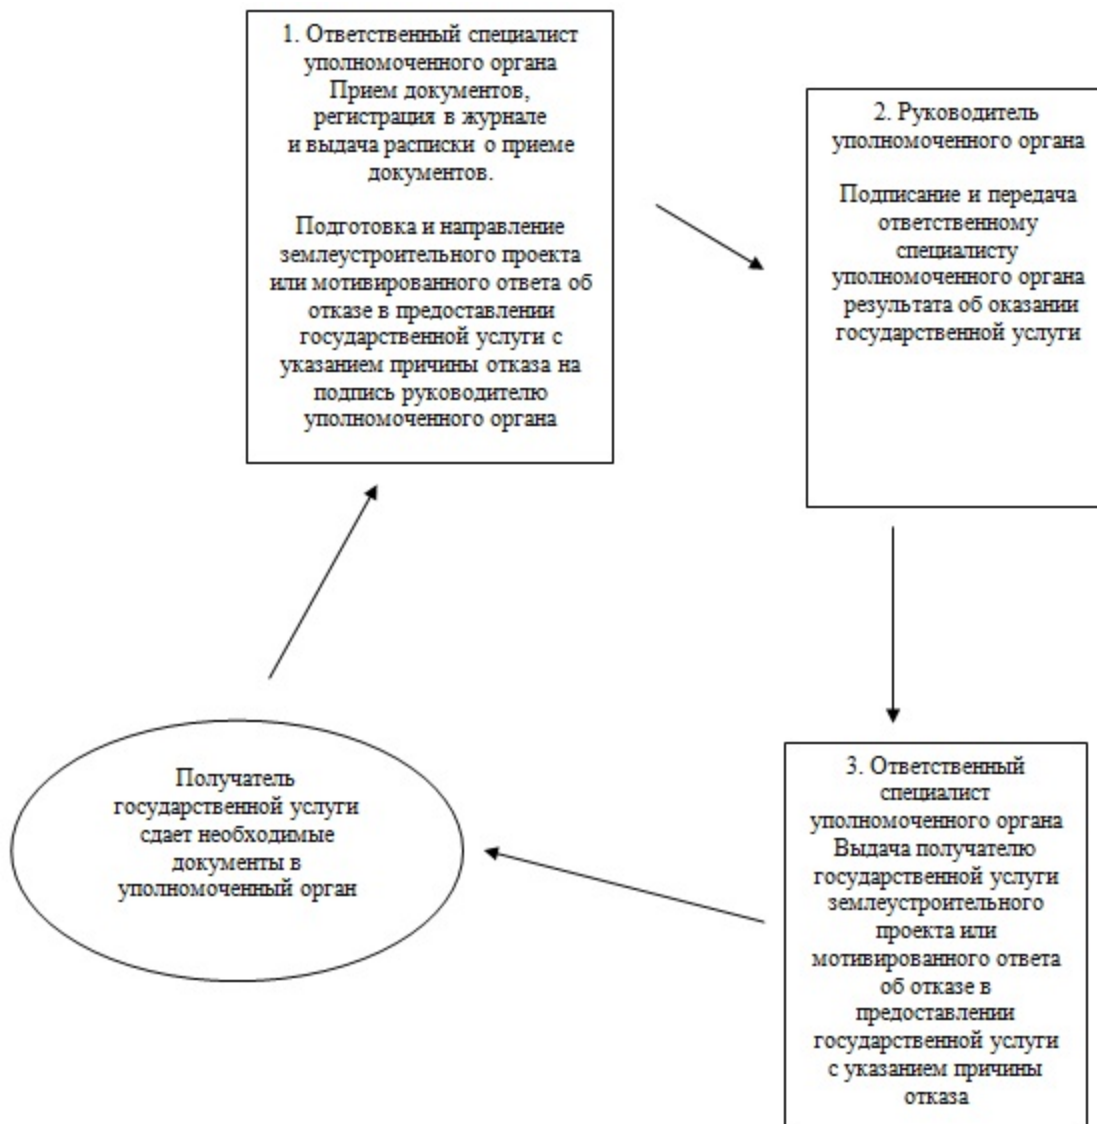 1. Ответственный специалист
уполномоченного органа
Прием документов,
регистрация в журнале
и выдача расписки о приеме
документов.
Подготовка и направление
землеустроительного проекта
или мотивированного ответа об
отказе в предоставлении
государственной услуги с
указанием причины отказа на
подпись руководителю
уполномоченного органа
2. Руководитель
уполномоченного органа
Подписание и передача
ответственному
специалисту
уполномоченного органа
результата об оказании
государственной услуги
3. Ответственный
специалист
уполномоченного органа
Выдача получателю
государственной услуги
землеустроительного
проекта или
мотивированного ответа
об отказе в
предоставлении
государственной услуги
с указанием причины
отказа
Получатель
государственной услуги
сдает необходимые
документы в
уполномоченный орган